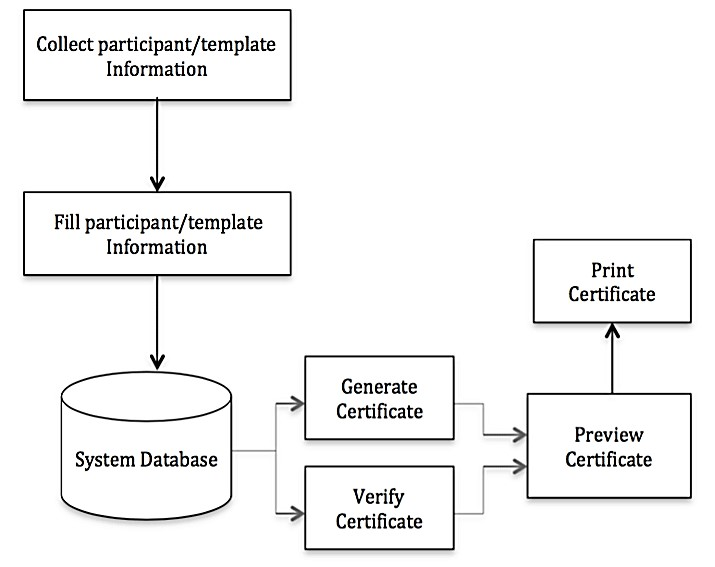 Collect participant/template
Information
Fill participant/template
Information
System Database
Generate
Certificate
Verify
Certificate
Preview
Certificate
Print
Certificate